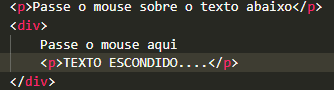 <p>Passe o mouse sobre o texto abaixo</p>
<div>
Passe o mouse aqui
<p>TEXTO ESCONDIDO....</p>
</div>